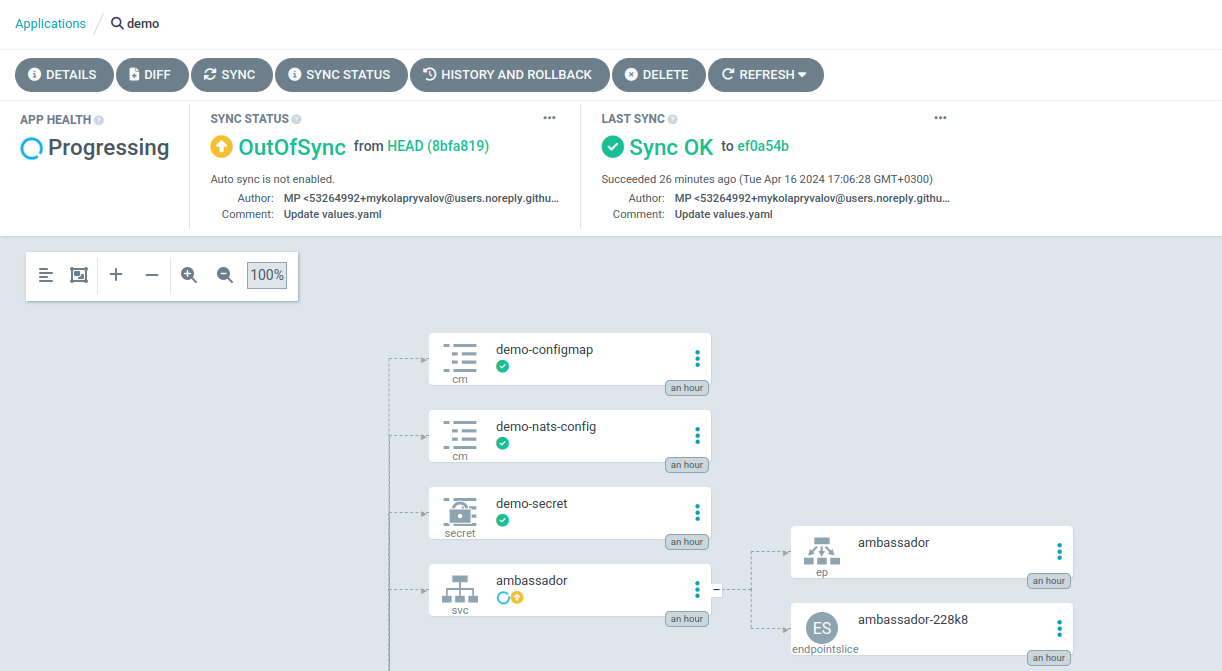 Applications demo
DETAILS DIFF SYNC SYNC STATUS HISTORY AND ROLLBACK DELETE REFRESH
APP HEALTH
Progressing
SYNC STATUS
OutOfSync from HEAD (8bfa819)
Auto sync is not enabled.
Author: MP <53264992+mykolapryvalov@users.noreply.githu...
Comment: Update values.yaml
LAST SYNC
Sync OK to ef0a54b
Succeeded 26 minutes ago (Tue Apr 16 2024 17:06:28 GMT+0300)
Author: MP <53264992+mykolapryvalov@users.noreply.githu...
Comment: Update values.yaml
100%
demo-configmap
cm
an hour
demo-nats-config
cm
an hour
demo-secret
secret
an hour
ambassador
svc
an hour
ambassador
ep
an hour
ES
ambassador-228k8
endpointslice
an hour